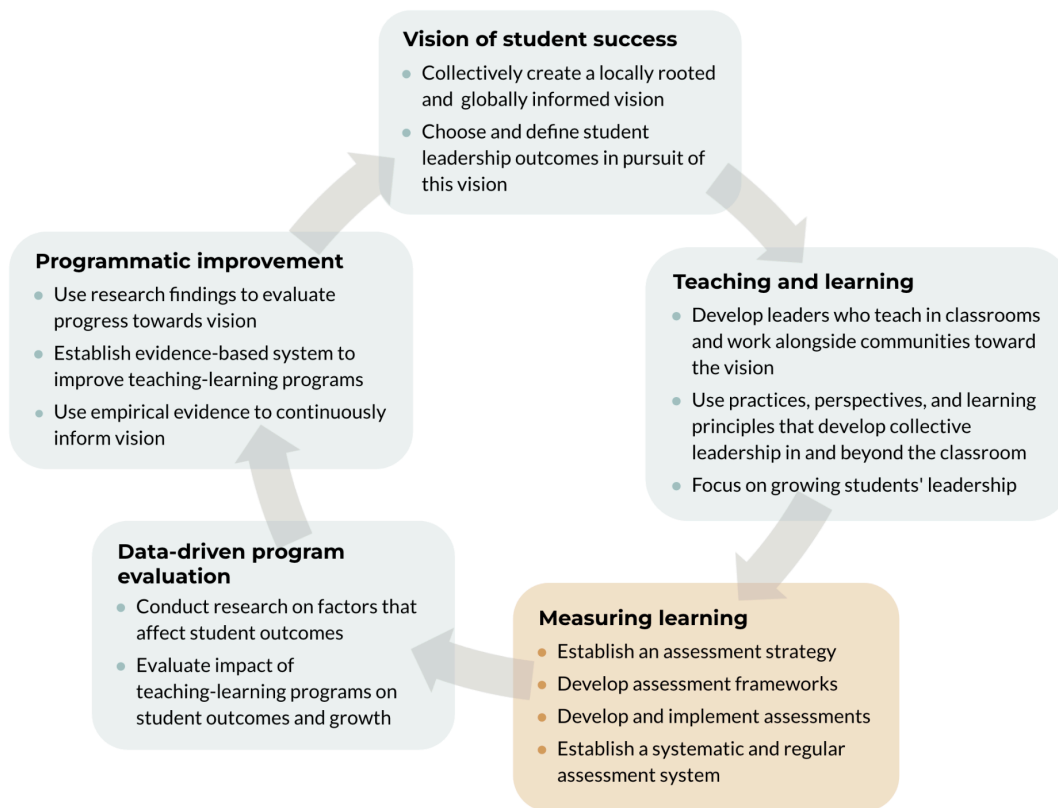 Vision of student success
Collectively create a locally rooted
and globally informed vision
Choose and define student
leadership outcomes in pursuit of
this vision
Teaching and learning
Develop leaders who teach in classrooms
and work alongside communities toward
the vision
Use practices, perspectives, and learning
principles that develop collective
leadership in and beyond the classroom
Focus on growing students' leadership
Measuring learning
Establish an assessment strategy
Develop assessment frameworks
Develop and implement assessments
Establish a systematic and regular
assessment system
Data-driven program
evaluation
Conduct research on factors that
affect student outcomes
Evaluate impact of
teaching-learning programs on
student outcomes and growth
Programmatic improvement
Use research findings to evaluate
progress towards vision
Establish evidence-based system to
improve teaching-learning programs
Use empirical evidence to continuously
inform vision